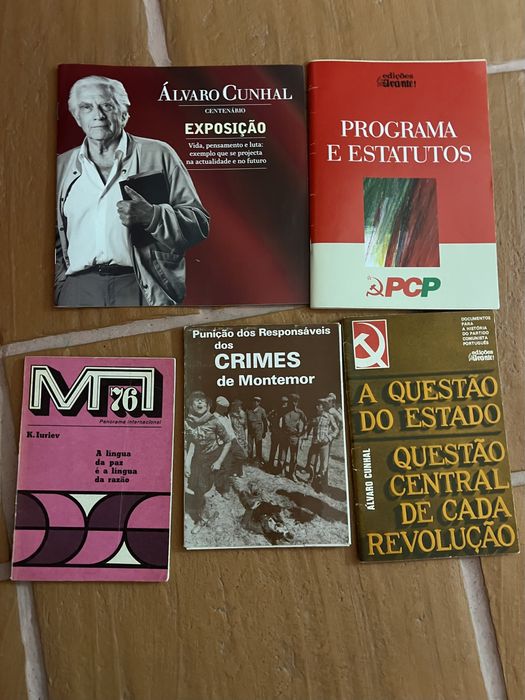 ÁLVARO CUNHAL
CENTENÁRIO
EXPOSIÇÃO
Vida, pensamento e luta:
exemplo que se projecta
na actualidade e no futuro
edições
Avante!
PROGRAMA
E ESTATUTOS
PCP
76
Panorama internacional
K. Iuriev
A língua
da paz
é a língua
da razão
Punição dos Responsáveis
dos
CRIMES
de Montemor
DOCUMENTOS
PARA
A HISTÓRIA
DO PARTIDO
COMUNISTA
PORTUGUÊS
edições
Avante!
A QUESTÃO
DO ESTADO
QUESTÃO
CENTRAL
DE CADA
REVOLUÇÃO
ÁLVARO CUNHAL